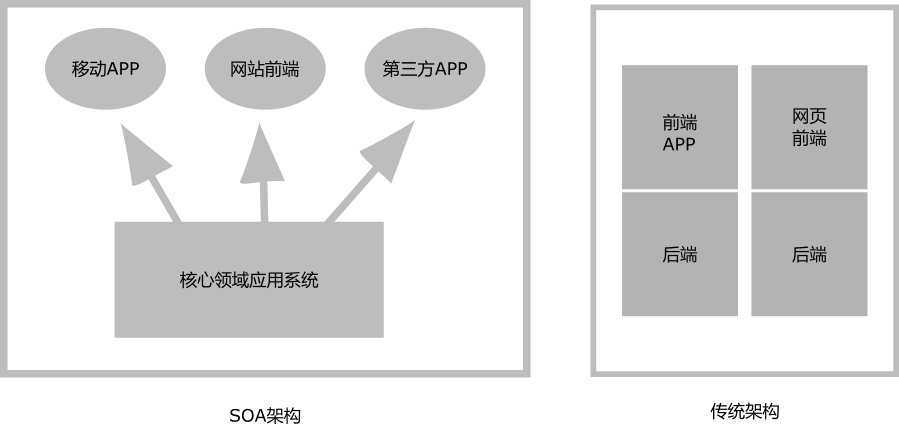 移动APP
网站前端
第三方APP
核心领域应用系统
SOA架构
前端
APP
网页
前端
后端
后端
传统架构